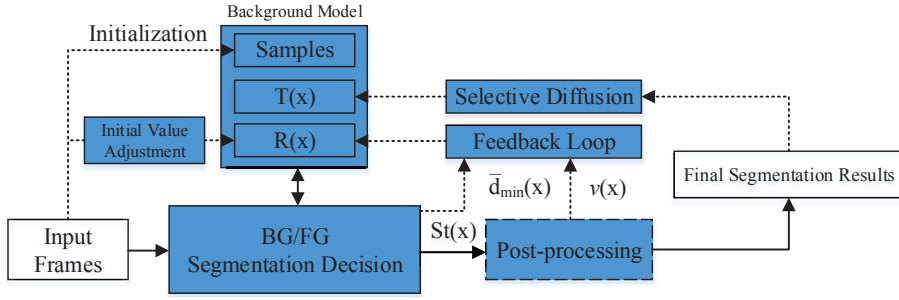 Background Model
Initialization
Samples
T(x)
Selective Diffusion
Initial Value
Adjustment
R(x)
Feedback Loop
d̅min(x)
v(x)
Final Segmentation Results
Input
Frames
BG/FG
Segmentation Decision
St(x)
Post-processing